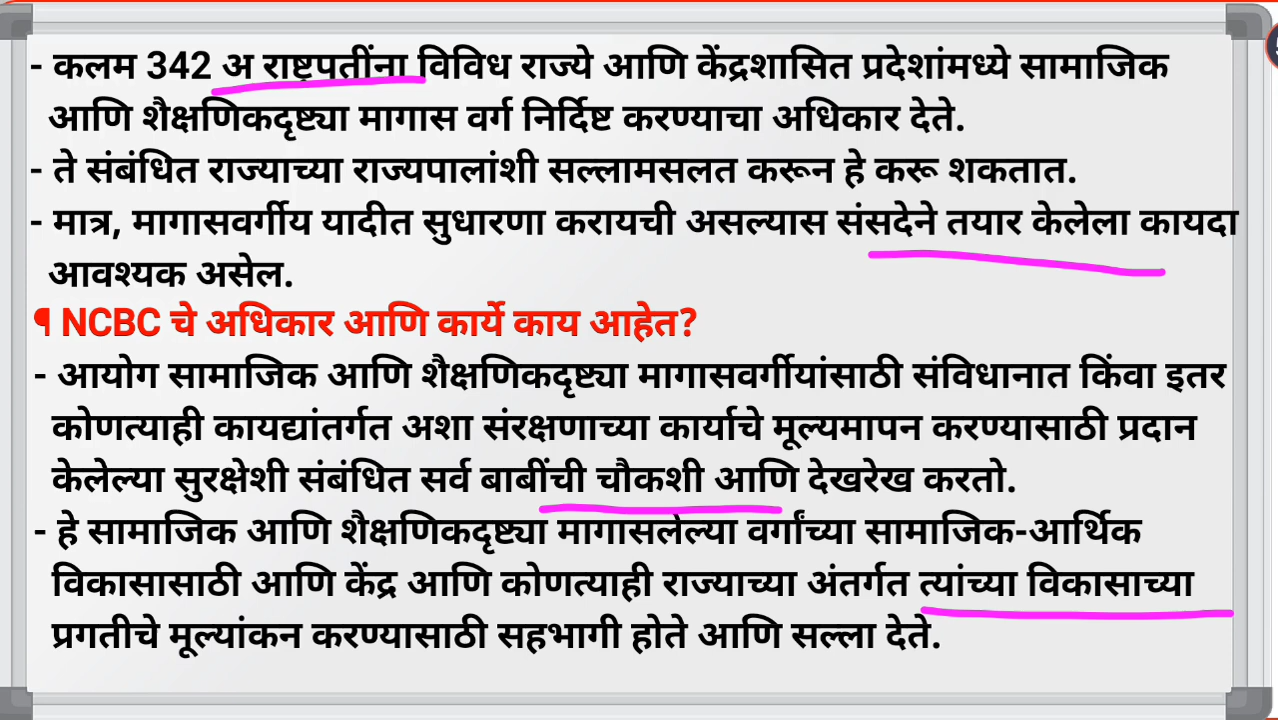 - कलम 342 अ राष्ट्रपतींना विविध राज्ये आणि केंद्रशासित प्रदेशांमध्ये सामाजिक
आणि शैक्षणिकदृष्ट्या मागास वर्ग निर्दिष्ट करण्याचा अधिकार देते.
- ते संबंधित राज्याच्या राज्यपालांशी सल्लामसलत करून हे करू शकतात.
- मात्र, मागासवर्गीय यादीत सुधारणा करायची असल्यास संसदेने तयार केलेला कायदा
आवश्यक असेल.
¶ NCBC चे अधिकार आणि कार्ये काय आहेत?
- आयोग सामाजिक आणि शैक्षणिकदृष्ट्या मागासवर्गीयांसाठी संविधानात किंवा इतर
कोणत्याही कायद्यांतर्गत अशा संरक्षणाच्या कार्याचे मूल्यमापन करण्यासाठी प्रदान
केलेल्या सुरक्षेशी संबंधित सर्व बाबींची चौकशी आणि देखरेख करतो.
- हे सामाजिक आणि शैक्षणिकदृष्ट्या मागासलेल्या वर्गांच्या सामाजिक-आर्थिक
विकासासाठी आणि केंद्र आणि कोणत्याही राज्याच्या अंतर्गत त्यांच्या विकासाच्या
प्रगतीचे मूल्यांकन करण्यासाठी सहभागी होते आणि सल्ला देते.